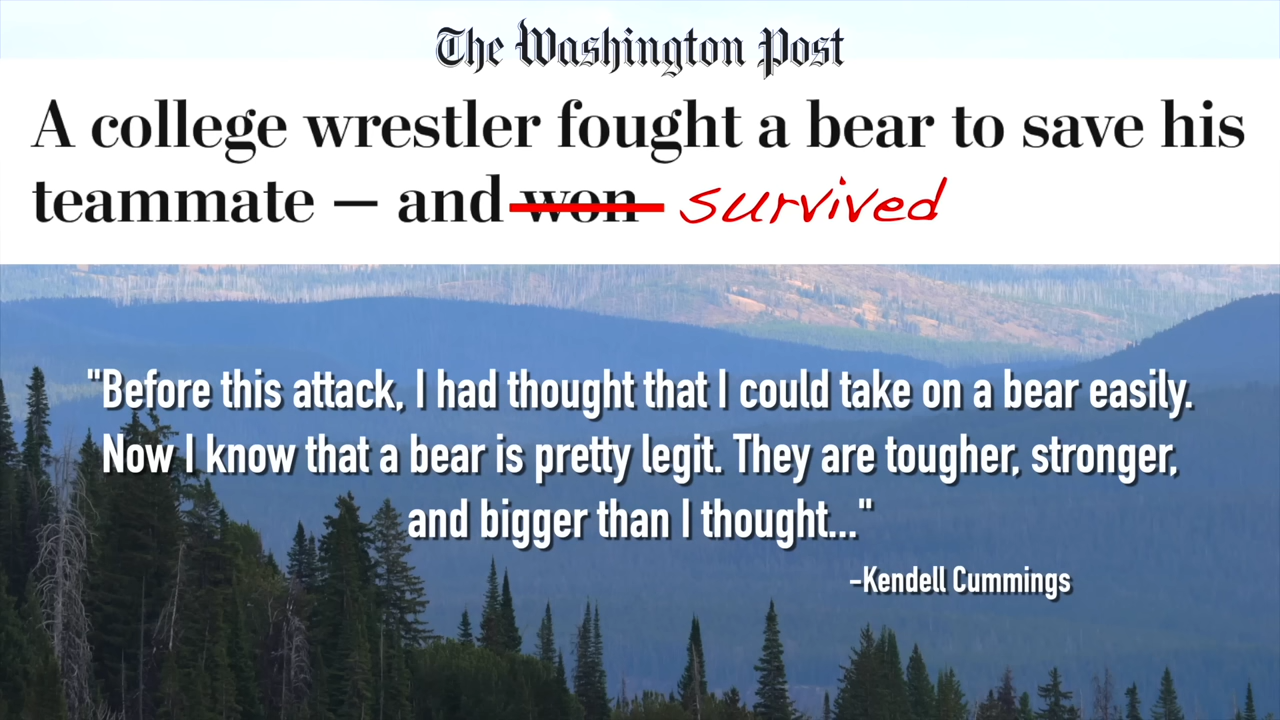 The Washington Post
A college wrestler fought a bear to save his
teammate — and won survived
"Before this attack, I had thought that I could take on a bear easily.
Now I know that a bear is pretty legit. They are tougher, stronger,
and bigger than I thought..."
-Kendell Cummings